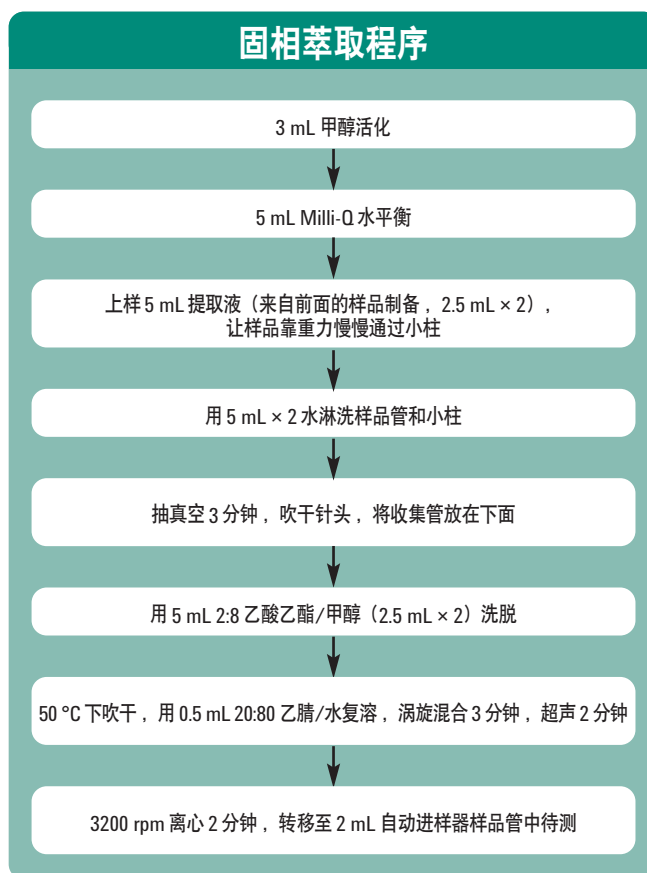 固相萃取程序
3 mL 甲醇活化
5 mL Milli-Q 水平衡
上样 5 mL 提取液（来自前面的样品制备，2.5 mL × 2），
让样品靠重力慢慢通过小柱
用 5 mL × 2 水淋洗样品管和小柱
抽真空 3 分钟，吹干针头，将收集管放在下面
用 5 mL 2:8 乙酸乙酯/甲醇（2.5 mL × 2）洗脱
50 °C 下吹干，用 0.5 mL 20:80 乙腈/水复溶，涡旋混合 3 分钟，超声 2 分钟
3200 rpm 离心 2 分钟，转移至 2 mL 自动进样器样品管中待测